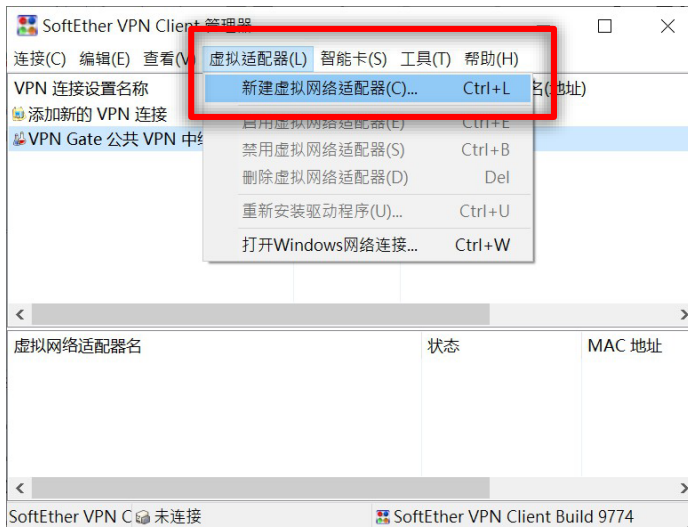 SoftEther VPN Client 管理器
连接(C) 编辑(E) 查看(V) 虚拟适配器(L) 智能卡(S) 工具(T) 帮助(H)
VPN 连接设置名称
名(地址)
新建虚拟网络适配器(C)... Ctrl+L
添加新的 VPN 连接
启用虚拟网络适配器(E) Ctrl+E
VPN Gate 公共 VPN 中
禁用虚拟网络适配器(S) Ctrl+B
删除虚拟网络适配器(D) Del
重新安装驱动程序(U)... Ctrl+U
打开Windows网络连接... Ctrl+W
虚拟网络适配器名 状态 MAC 地址
SoftEther VPN C 未连接 SoftEther VPN Client Build 9774